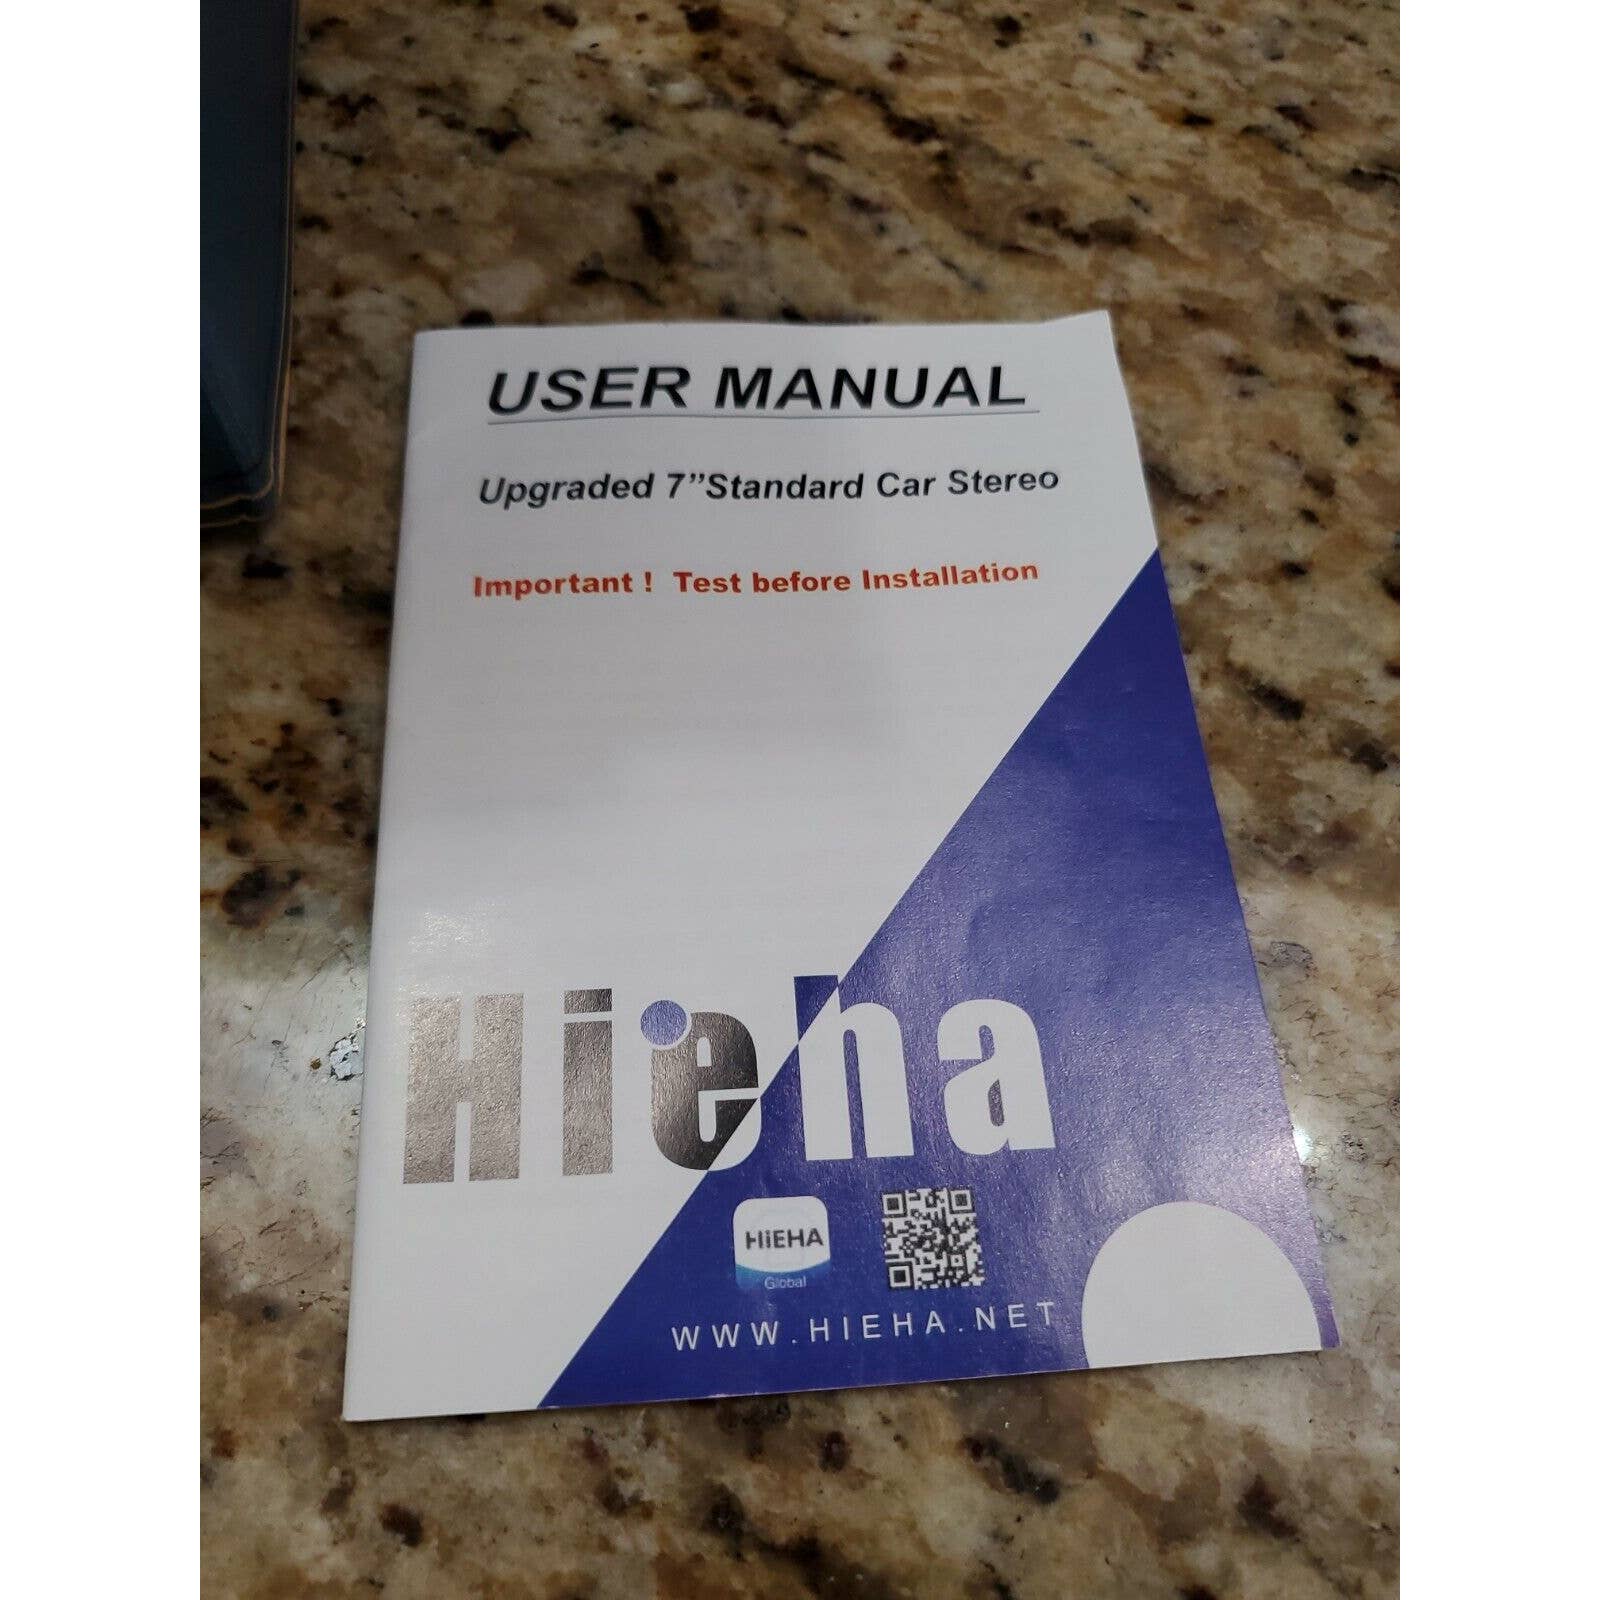 USER MANUAL
Upgraded 7”Standard Car Stereo
Important ! Test before Installation
Hieha
HiEHA
Global
WWW.HIEHA.NET